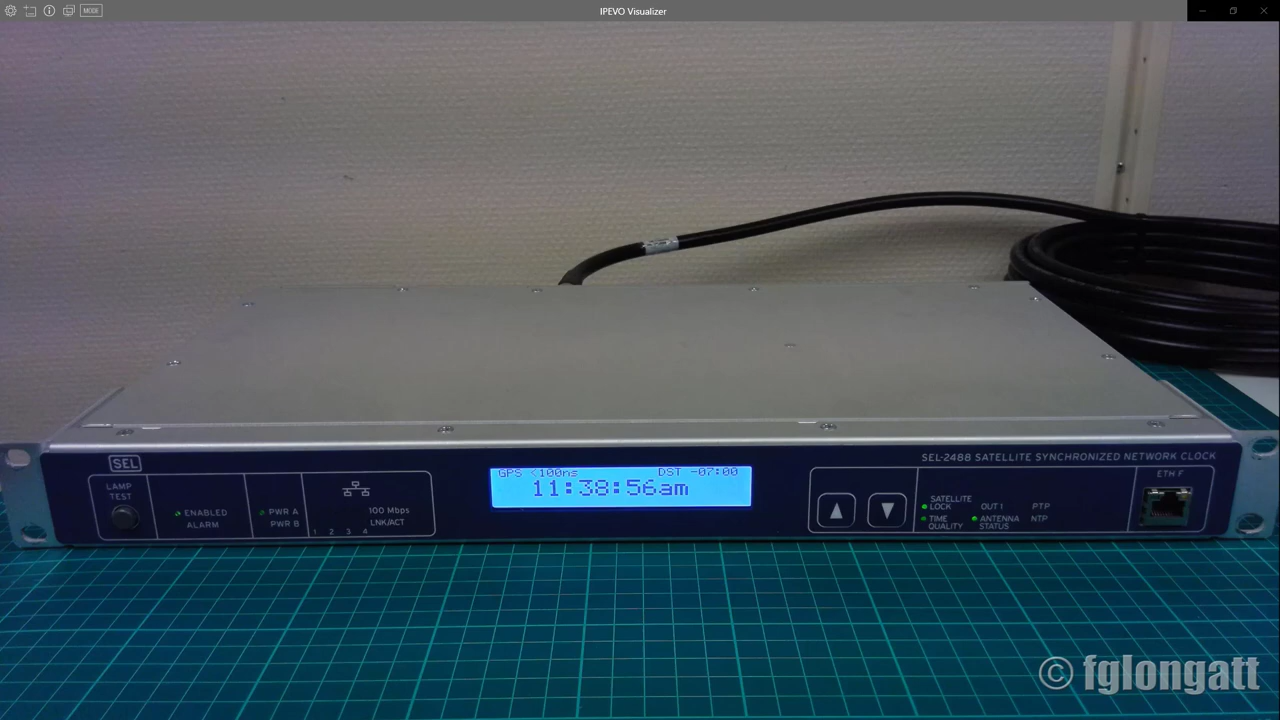 MODE
IPEVO Visualizer
SEL
SEL-2488 SATELLITE SYNCHRONIZED NETWORK CLOCK
LAMP
TEST
ENABLED
ALARM
PWR A
PWR B
100 Mbps
LNK/ACT
1 2 3 4
GPS <100ns DST -07:00
11:38:56am
SATELLITE
LOCK
TIME
QUALITY
OUT 1
ANTENNA
STATUS
PTP
NTP
ETH F
© fglongatt